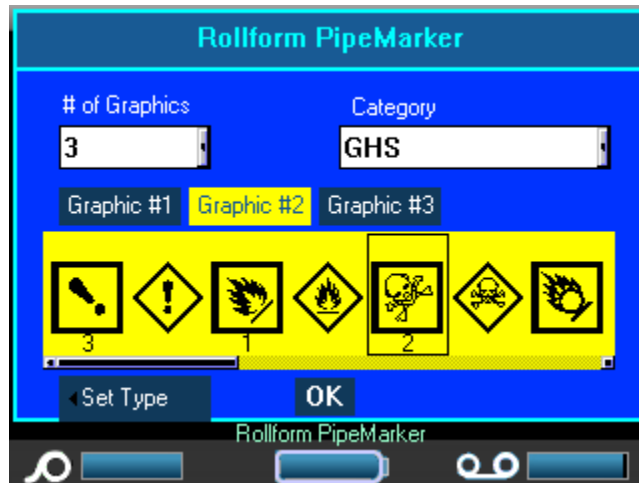 Rollform PipeMarker
# of Graphics
Category
3
GHS
Graphic #1 Graphic #2 Graphic #3
3 1 2
Set Type
OK
Rollform PipeMarker